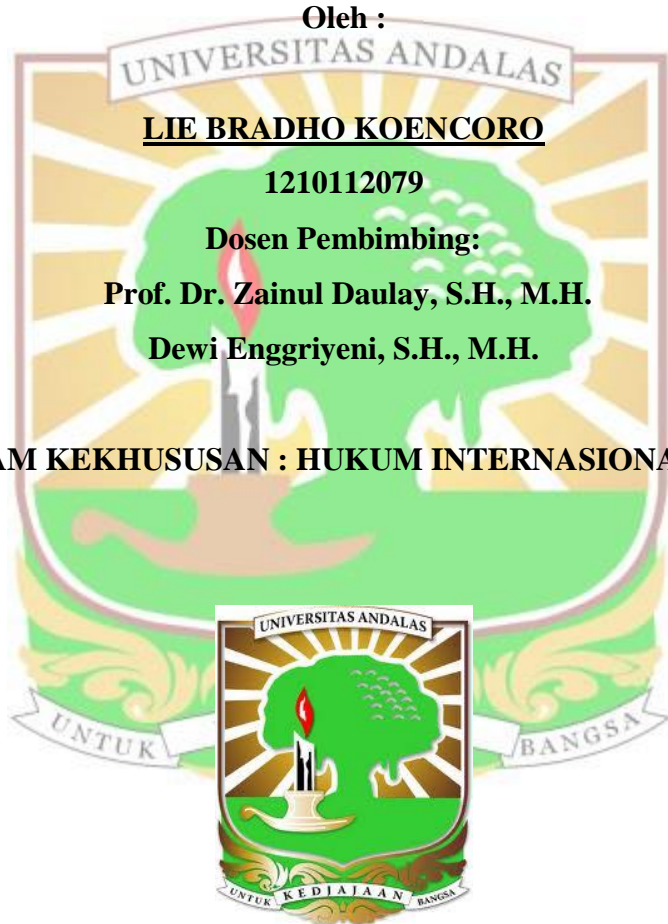 Oleh :
UNIVERSITAS ANDALAS
LIE BRADHO KOENCORO
1210112079
Dosen Pembimbing:
Prof. Dr. Zainul Daulay, S.H., M.H.
Dewi Enggriyeni, S.H., M.H.
AM KEKHUSUSAN : HUKUM INTERNASIONA
UNIVERSITAS ANDALAS
UNTUK BANGSA
UNTUK KEDJAJAAN BANGSA